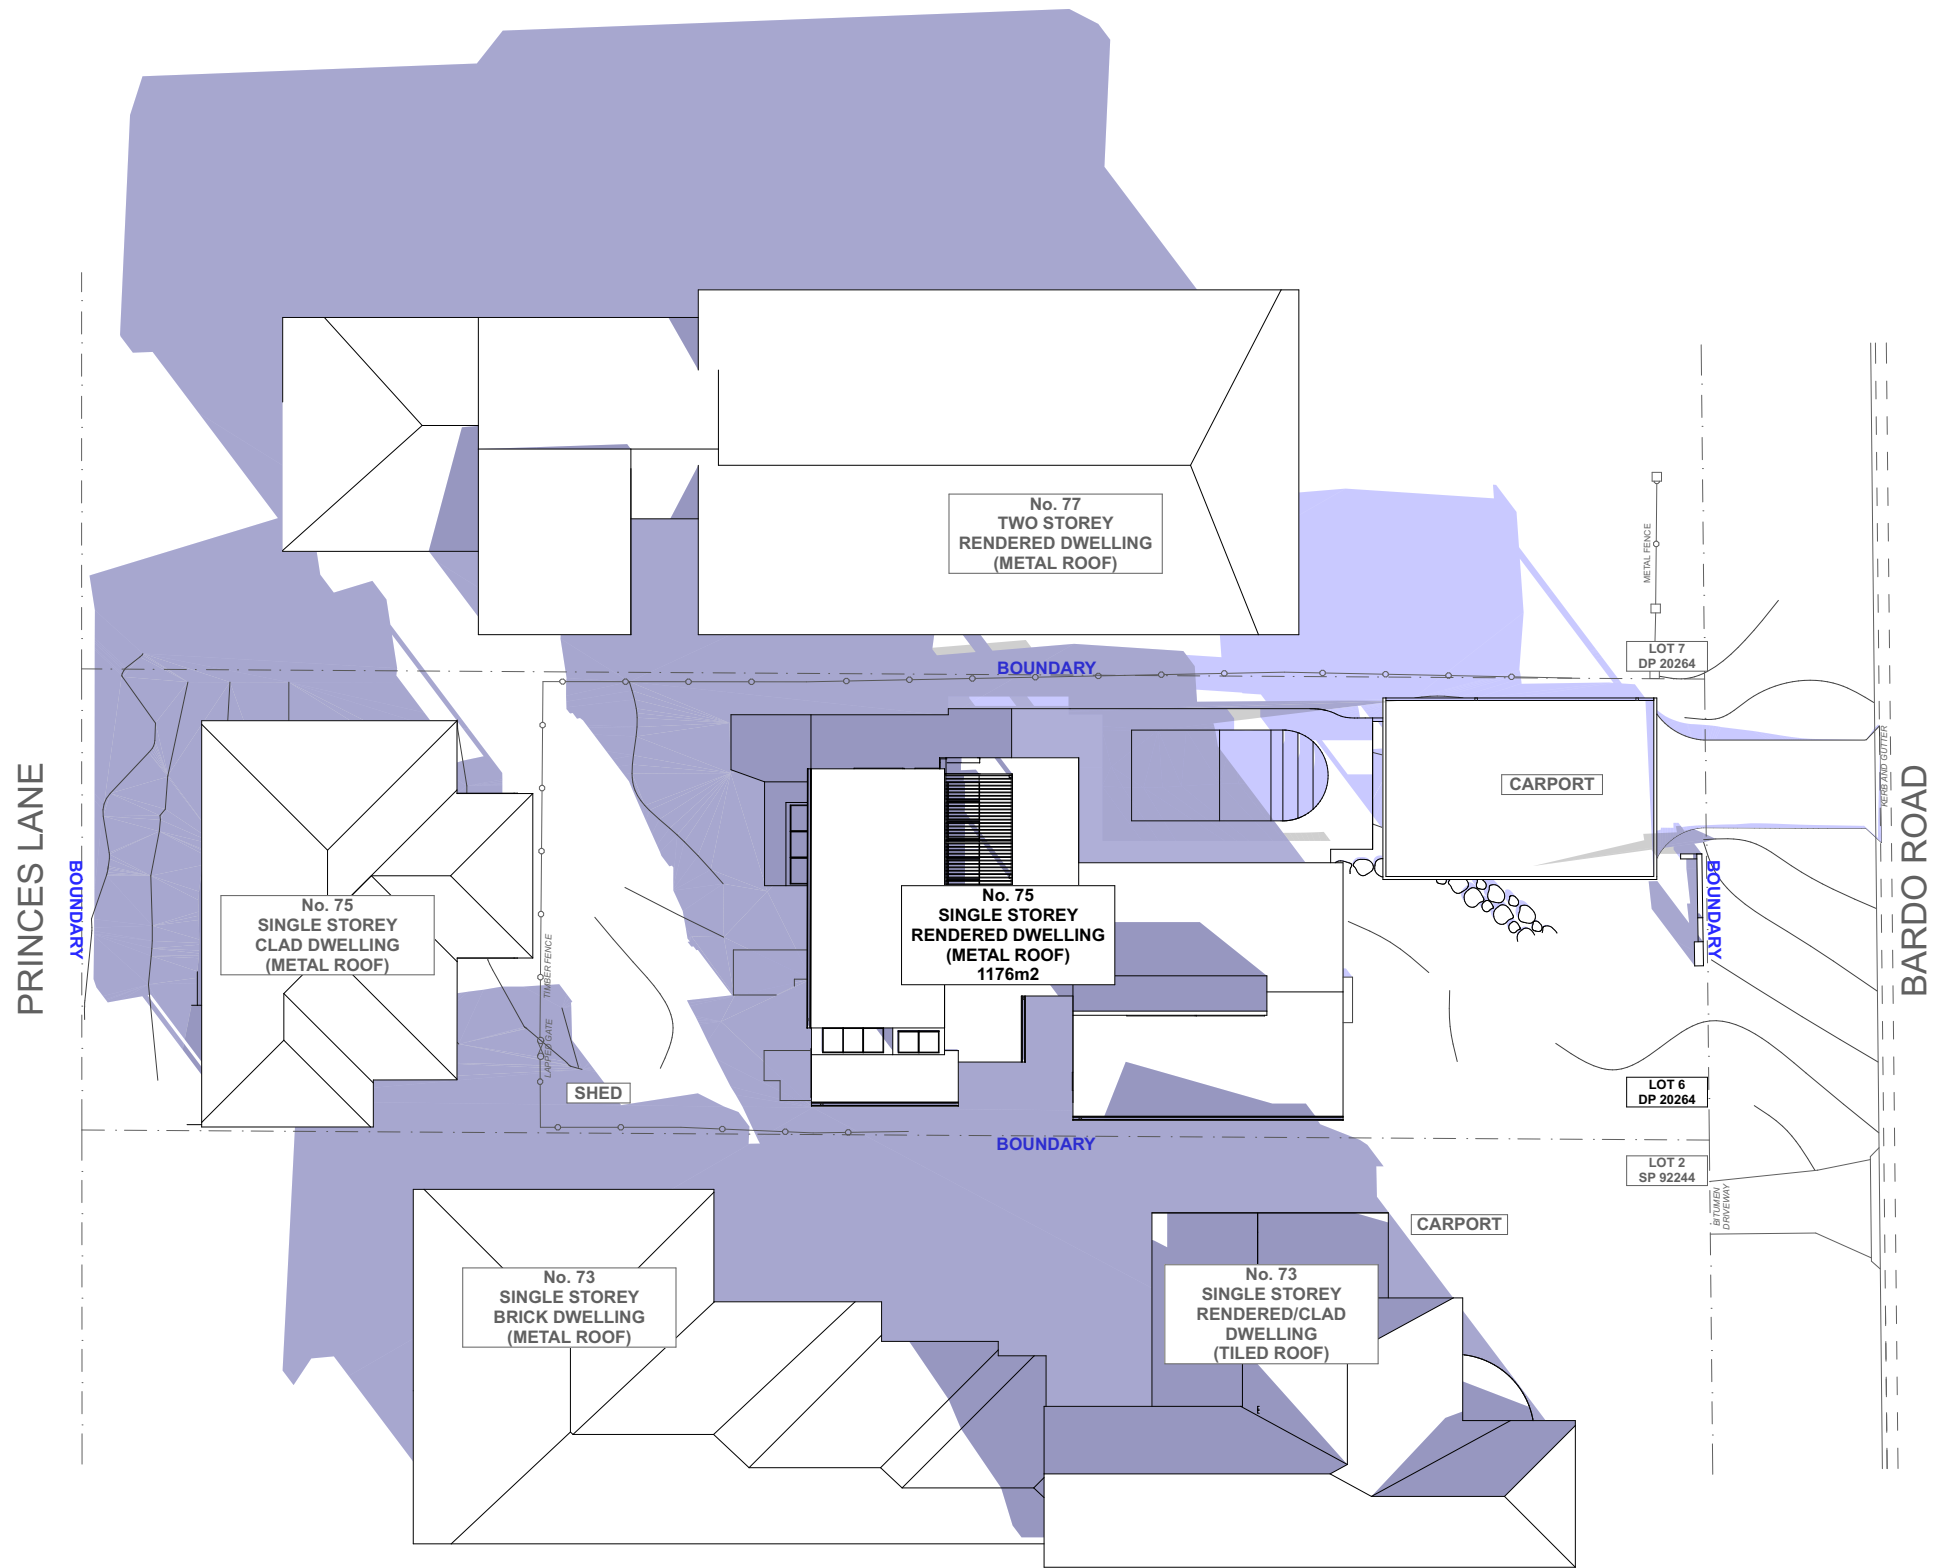 No. 77
TWO STOREY
RENDERED DWELLING
(METAL ROOF)
METAL FENCE
LOT 7
DP 20264
BOUNDARY
KERB AND GUTTER
CARPORT
PRINCES LANE
BOUNDARY
No. 75
SINGLE STOREY
CLAD DWELLING
(METAL ROOF)
TIMBER FENCE
LAPPED GATE
No. 75
SINGLE STOREY
RENDERED DWELLING
(METAL ROOF)
1176m2
BOUNDARY
BARDO ROAD
SHED
LOT 6
DP 20264
BOUNDARY
LOT 2
SP 92244
BITUMEN
DRIVEWAY
CARPORT
No. 73
SINGLE STOREY
BRICK DWELLING
(METAL ROOF)
No. 73
SINGLE STOREY
RENDERED/CLAD
DWELLING
(TILED ROOF)